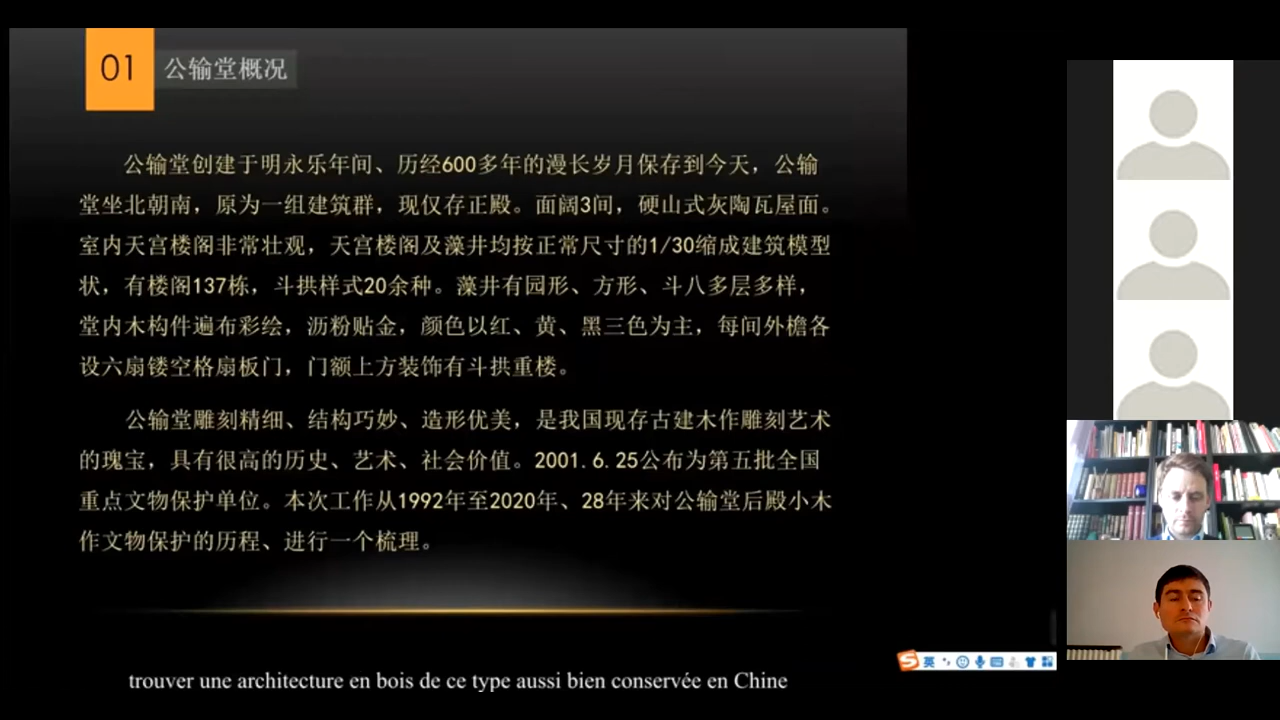 01
公输堂概况
公输堂创建于明永乐年间、历经600多年的漫长岁月保存到今天，公输
堂坐北朝南，原为一组建筑群，现仅存正殿。面阔3间，硬山式灰陶瓦屋面。
室内天宫楼阁非常壮观，天宫楼阁及藻井均按正常尺寸的1/30缩成建筑模型
状，有楼阁137栋，斗拱样式20余种。藻井有园形、方形、斗八多层多样，
堂内木构件遍布彩绘，沥粉贴金，颜色以红、黄、黑三色为主，每间外檐各
设六扇镂空格扇板门，门额上方装饰有斗拱重楼。
公输堂雕刻精细、结构巧妙、造形优美，是我国现存古建木作雕刻艺术
的瑰宝，具有很高的历史、艺术、社会价值。2001.6.25公布为第五批全国
重点文物保护单位。本次工作从1992年至2020年、28年来对公输堂后殿小木
作文物保护的历程、进行一个梳理。
英
trouver une architecture en bois de ce type aussi bien conservée en Chine